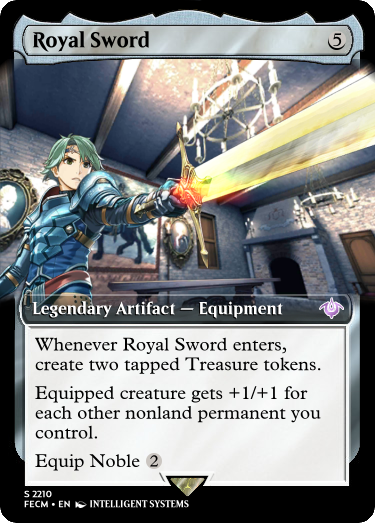 Royal Sword 5
Legendary Artifact — Equipment
Whenever Royal Sword enters,
create two tapped Treasure tokens.
Equipped creature gets +1/+1 for
each other nonland permanent you
control.
Equip Noble 2
S 2210
FECM • EN INTELLIGENT SYSTEMS